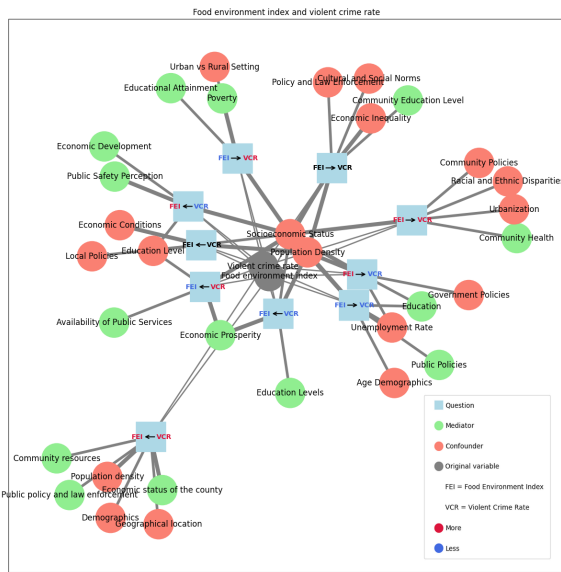 Food environment index and violent crime rate
Urban vs Rural Setting
Cultural and Social Norms
Policy and Law Enforcement
Educational Attainment
Poverty
Community Education Level
Economic Inequality
Economic Development
FEI VCR
FEI VCR
Community Policies
Public Safety Perception
Racial and Ethnic Disparities
FEI VCR
Urbanization
Economic Conditions
FEI VCR
Socioeconomic Status
Community Health
FEI VCR
Local Policies
Education Level
Population Density
Violent crime rate
Food environment index
FEI VCR
FEI VCR
Government Policies
FEI VCR
Education
Availability of Public Services
FEI VCR
Unemployment Rate
Economic Prosperity
Public Policies
Age Demographics
Education Levels
Question
Mediator
Confounder
Original variable
FEI = Food Environment Index
VCR = Violent Crime Rate
More
Less
FEI VCR
Community resources
Population density
Economic status of the county
Public policy and law enforcement
Demographics
Geographical location